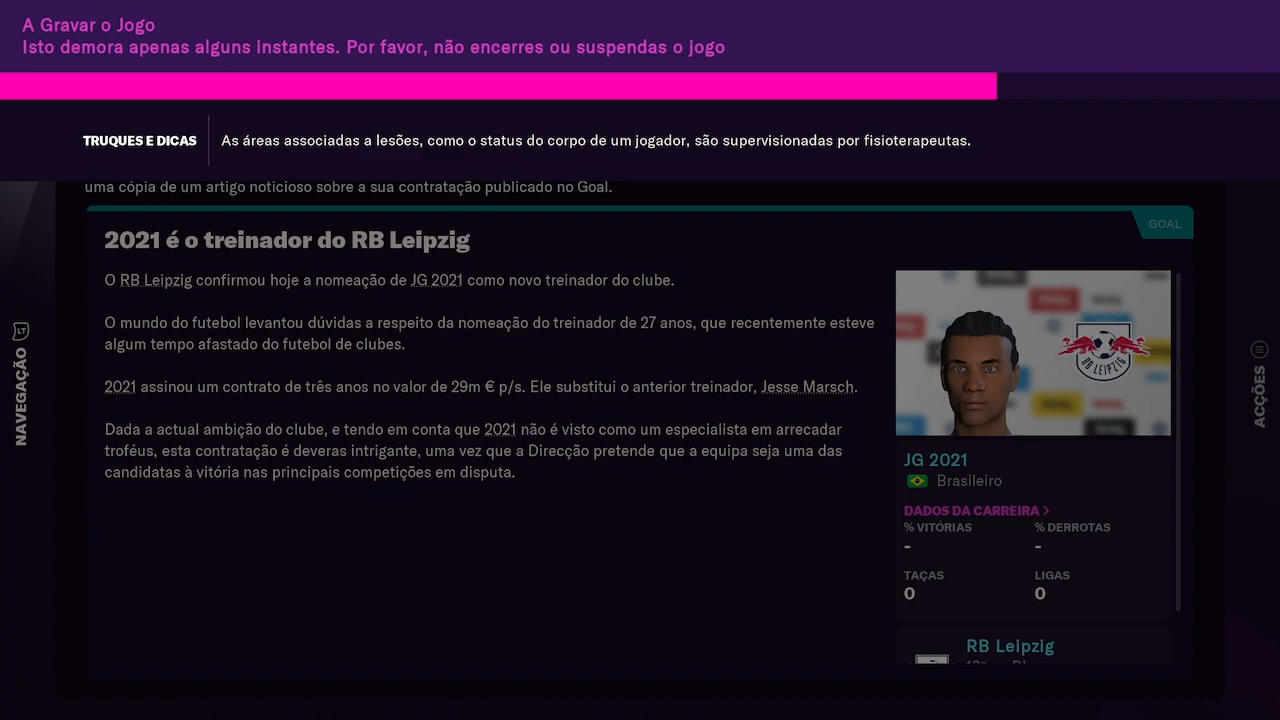 A Gravar o Jogo
Isto demora apenas alguns instantes. Por favor, não encerres ou suspendas o jogo
TRUQUES E DICAS
As áreas associadas a lesões, como o status do corpo de um jogador, são supervisionadas por fisioterapeutas.
uma cópia de um artigo noticioso sobre a sua contratação publicado no Goal.
GOAL
2021 é o treinador do RB Leipzig
O RB Leipzig confirmou hoje a nomeação de JG 2021 como novo treinador do clube.
O mundo do futebol levantou dúvidas a respeito da nomeação do treinador de 27 anos, que recentemente esteve
algum tempo afastado do futebol de clubes.
2021 assinou um contrato de três anos no valor de 29m € p/s. Ele substitui o anterior treinador, Jesse Marsch.
Dada a actual ambição do clube, e tendo em conta que 2021 não é visto como um especialista em arrecadar
troféus, esta contratação é deveras intrigante, uma vez que a Direcção pretende que a equipa seja uma das
candidatas à vitória nas principais competições em disputa.
RB LEIPZIG
JG 2021
Brasileiro
DADOS DA CARREIRA >
% VITÓRIAS
% DERROTAS
-
-
TAÇAS
LIGAS
0
0
RB Leipzig
LT
NAVEGAÇÃO
ACÇÕES